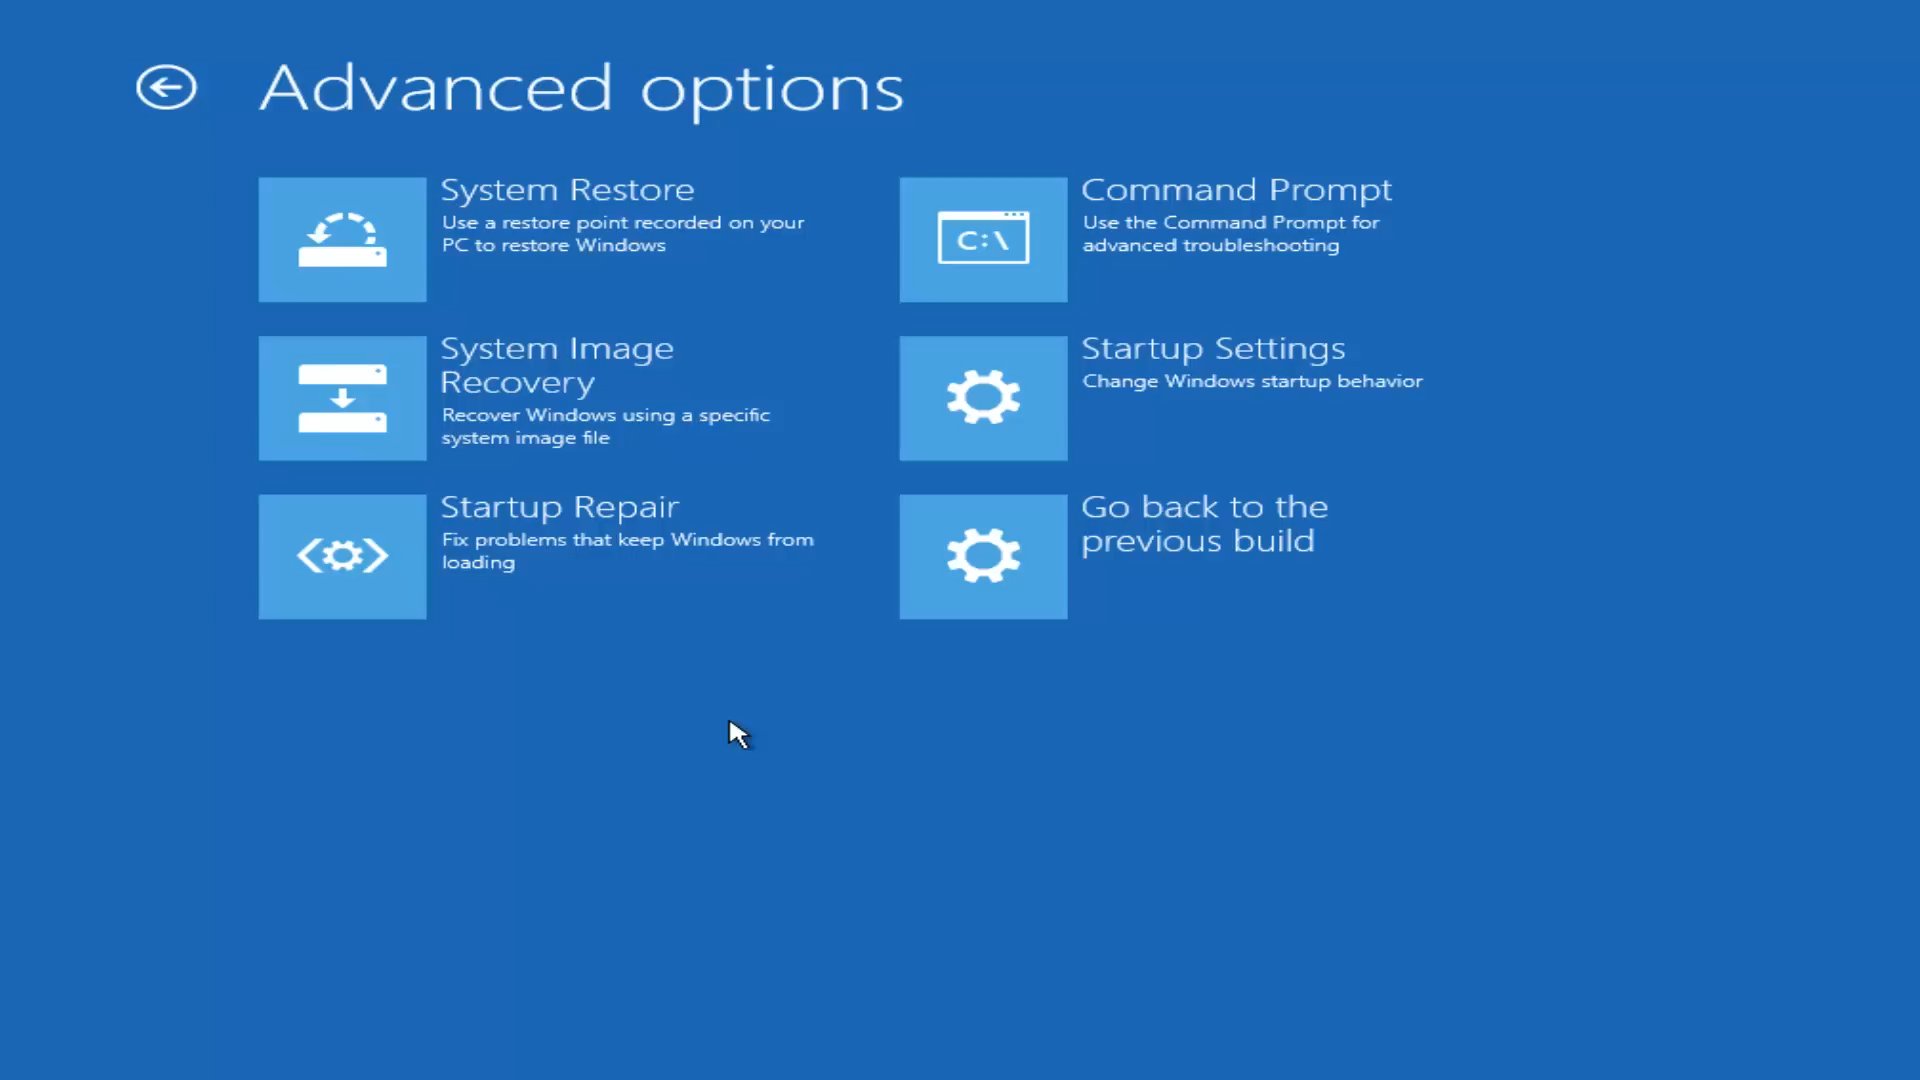 Advanced options
System Restore
Use a restore point recorded on your
PC to restore Windows
System Image
Recovery
Recover Windows using a specific
system image file
Startup Repair
Fix problems that keep Windows from
loading
C:\
Command Prompt
Use the Command Prompt for
advanced troubleshooting
Startup Settings
Change Windows startup behavior
Go back to the
previous build